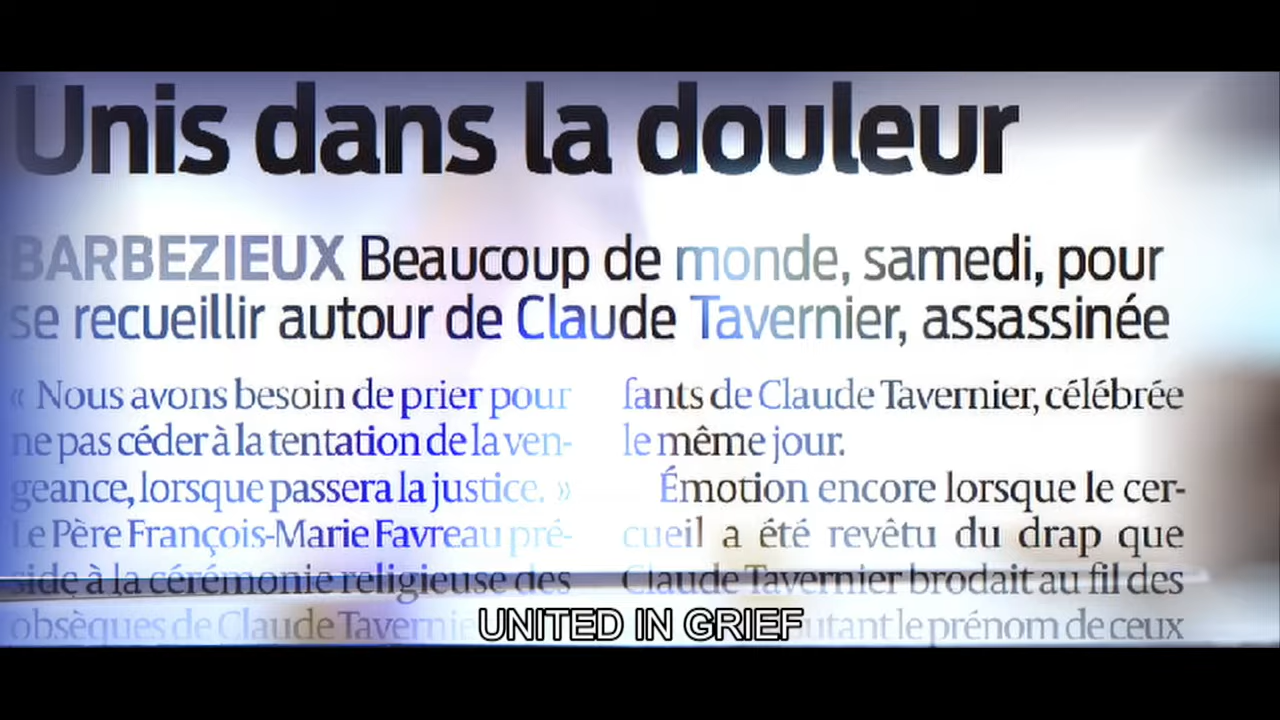 Unis dans la douleur
BARBEZIEUX Beaucoup de monde, samedi, pour
se recueillir autour de Claude Tavernier, assassinée
« Nous avons besoin de prier pour
ne pas céder à la tentation de la ven-
geance, lorsque passera la justice. »
Le Père François-Marie Favreau pré-
side à la cérémonie religieuse des
obsèques de Claude Tavernie
fants de Claude Tavernier, célébrée
le même jour.
Émotion encore lorsque le cer-
cueil a été revêtu du drap que
Claude Tavernier brodait au fil des
utant le prénom de ceux
UNITED IN GRIEF